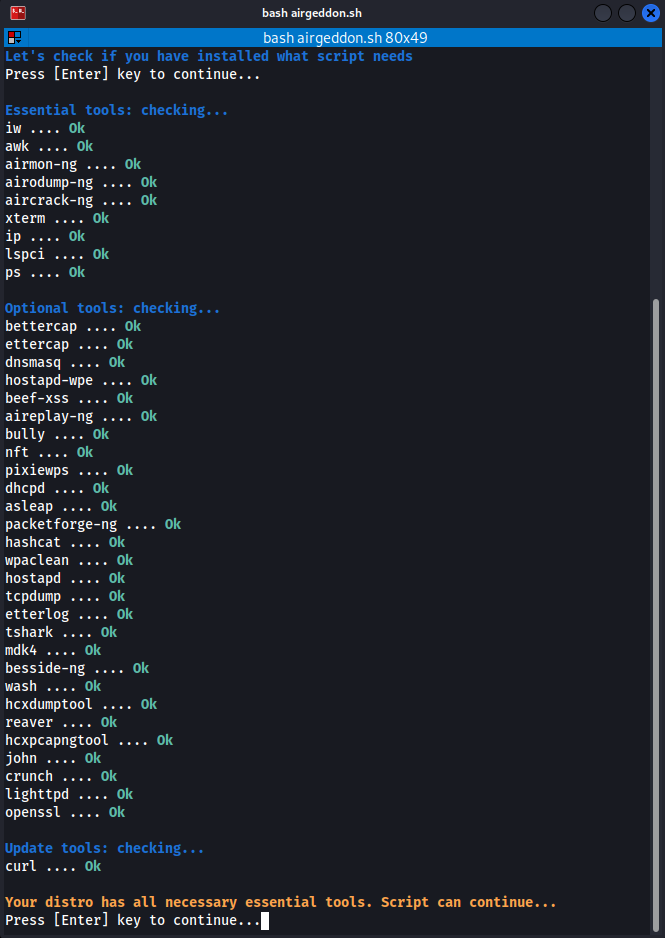 bash airgeddon.sh
bash airgeddon.sh 80x49
Let's check if you have installed what script needs
Press [Enter] key to continue...
Essential tools: checking...
iw .... Ok
awk .... Ok
airmon-ng .... Ok
airodump-ng .... Ok
aircrack-ng .... Ok
xterm .... Ok
ip .... Ok
lspci .... Ok
ps .... Ok
Optional tools: checking...
bettercap .... Ok
ettercap .... Ok
dnsmasq .... Ok
hostapd-wpe .... Ok
beef-xss .... Ok
aireplay-ng .... Ok
bully .... Ok
nft .... Ok
pixiewps .... Ok
dhcpd .... Ok
asleap .... Ok
packetforge-ng .... Ok
hashcat .... Ok
wpaclean .... Ok
hostapd .... Ok
tcpdump .... Ok
etterlog .... Ok
tshark .... Ok
mdk4 .... Ok
besside-ng .... Ok
wash .... Ok
hcxdumptool .... Ok
reaver .... Ok
hcxpcapngtool .... Ok
john .... Ok
crunch .... Ok
lighttpd .... Ok
openssl .... Ok
Update tools: checking...
curl .... Ok
Your distro has all necessary essential tools. Script can continue...
Press [Enter] key to continue...